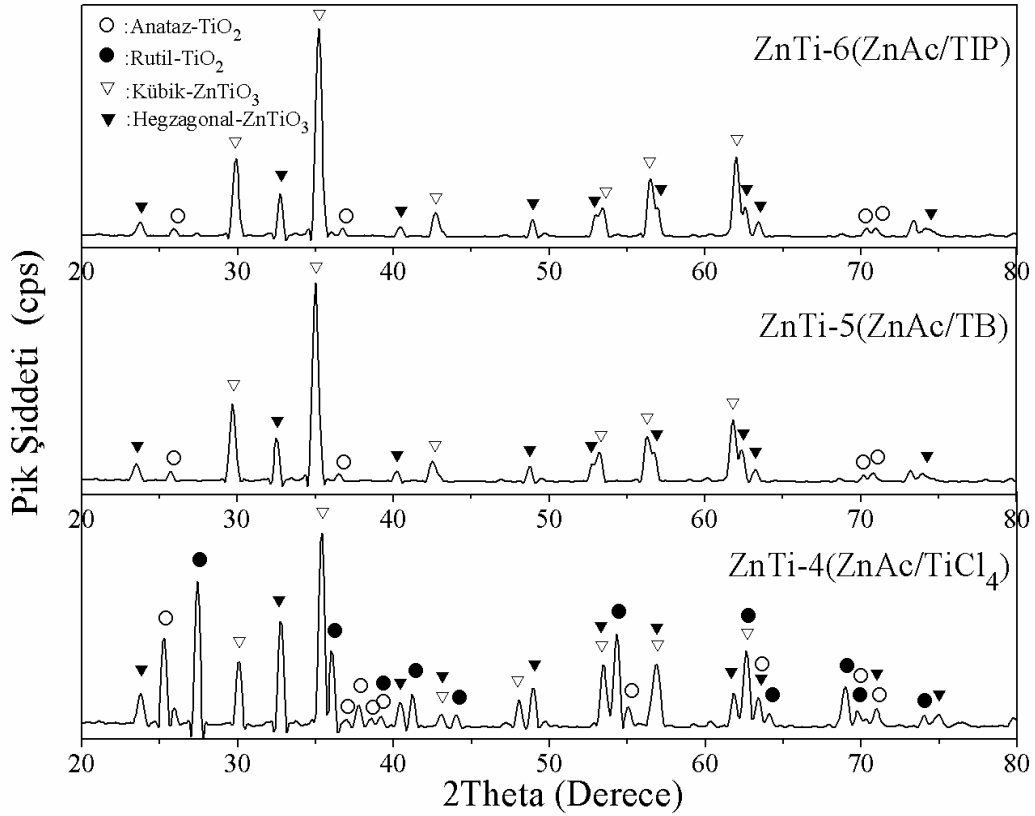 :Anataz-TiO2
:Rutil-TiO2
:Kübik-ZnTiO3
:Hegzagonal-ZnTiO3
ZnTi-6(ZnAc/TIP)
20 30 40 50 60 70 80
ZnTi-5(ZnAc/TB)
20 30 40 50 60 70 80
ZnTi-4(ZnAc/TiCl4)
20 30 40 50 60 70 80
Pik Şiddeti (cps)
2Theta (Derece)